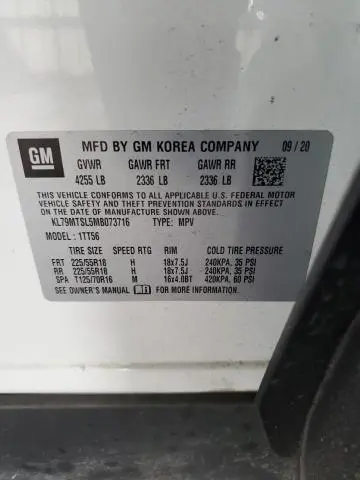 GM
MFD BY GM KOREA COMPANY 09/20
GVWR GAWR FRT GAWR RR
4255 LB 2336 LB 2336 LB
THIS VEHICLE CONFORMS TO ALL APPLICABLE U.S. FEDERAL MOTOR
VEHICLE SAFETY AND THEFT PREVENTION STANDARDS IN EFFECT ON
THE DATE OF MANUFACTURE SHOWN ABOVE.
KL79MTSL5MB073716 TYPE: MPV
MODEL: 1TT56
TIRE SIZE SPEED RTG RIM COLD TIRE PRESSURE
FRT 225/55R18 H 18x7.5J 240KPA, 35 PSI
RR 225/55R18 H 18x7.5J 240KPA, 35 PSI
SPA T125/70R16 M 16x4.0BT 420KPA, 60 PSI
SEE OWNER'S MANUAL FOR MORE INFORMATION.